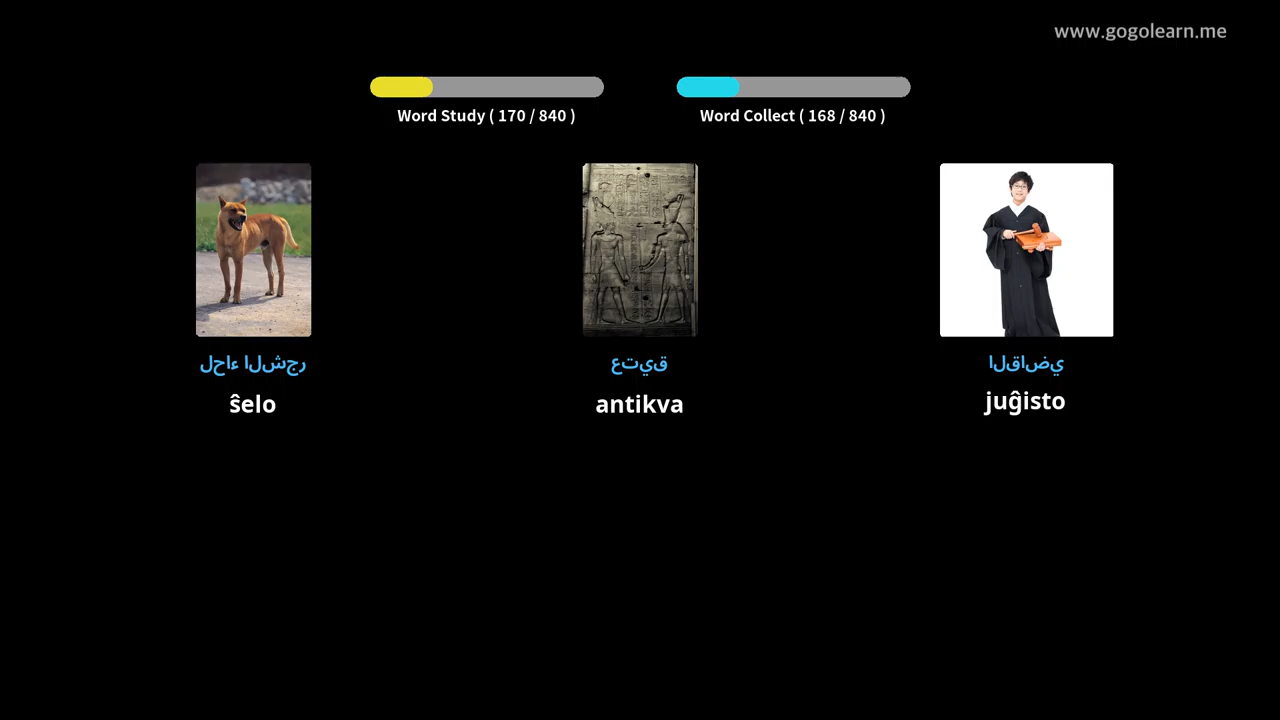 www.gogolearn.me
Word Study ( 170 / 840 )
Word Collect ( 168 / 840 )
لحاء الشجر
عتيق
القاضي
ŝelo
antikva
juĝisto